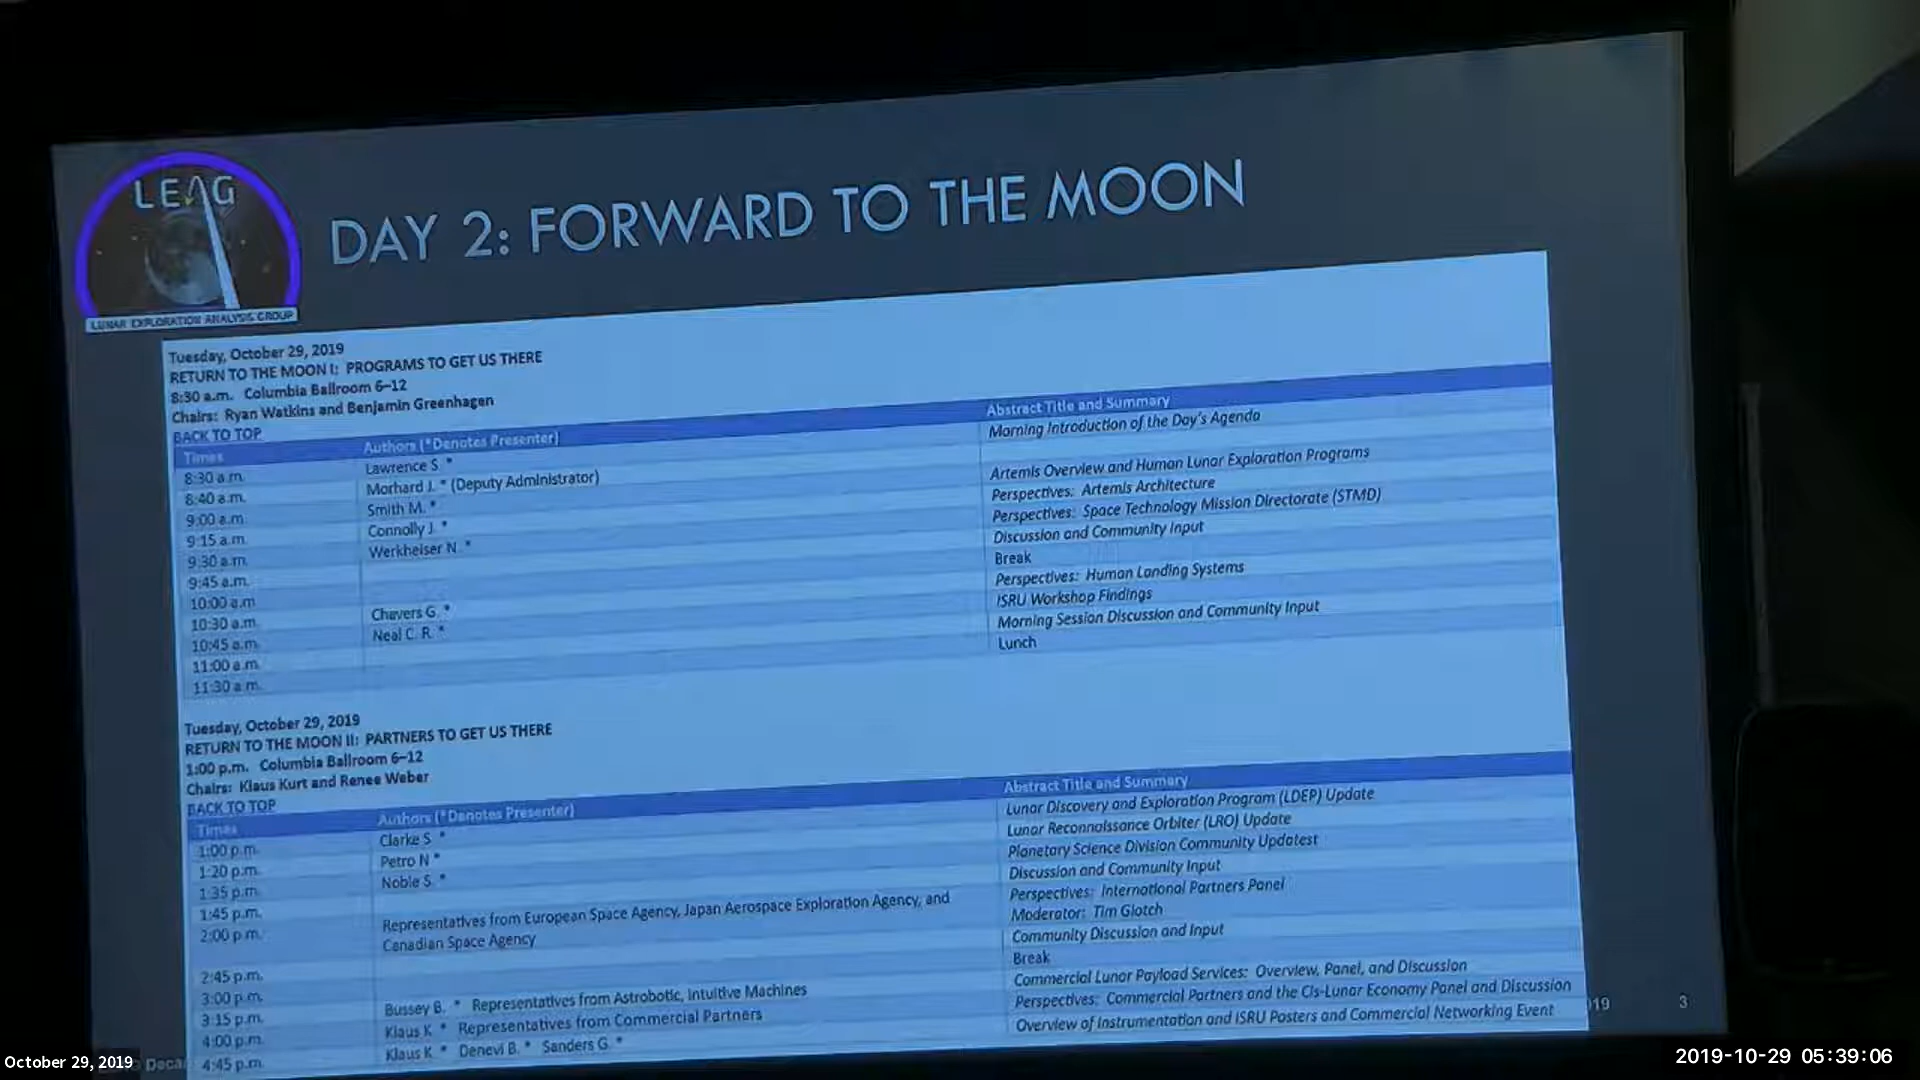 LEAG
LUNAR EXPLORATION ANALYSIS GROUP
DAY 2: FORWARD TO THE MOON
Tuesday, October 29, 2019
RETURN TO THE MOON I: PROGRAMS TO GET US THERE
8:30 a.m. Columbia Ballroom 6–12
Chairs: Ryan Watkins and Benjamin Greenhagen
BACK TO TOP
Times Authors (*Denotes Presenter) Abstract Title and Summary
8:30 a.m. Lawrence S. * Morning Introduction of the Day's Agenda
8:40 a.m. Morhard J. * (Deputy Administrator)
9:00 a.m. Smith M. * Artemis Overview and Human Lunar Exploration Programs
9:15 a.m. Connolly J. * Perspectives: Artemis Architecture
9:30 a.m. Werkheiser N. * Perspectives: Space Technology Mission Directorate (STMD)
9:45 a.m. Discussion and Community Input
10:00 a.m. Break
10:30 a.m. Chavers G. * Perspectives: Human Landing Systems
10:45 a.m. Neal C. R. * ISRU Workshop Findings
11:00 a.m. Morning Session Discussion and Community Input
11:30 a.m. Lunch
Tuesday, October 29, 2019
RETURN TO THE MOON II: PARTNERS TO GET US THERE
1:00 p.m. Columbia Ballroom 6–12
Chairs: Klaus Kurt and Renee Weber
BACK TO TOP
Times Authors (*Denotes Presenter) Abstract Title and Summary
1:00 p.m. Clarke S. * Lunar Discovery and Exploration Program (LDEP) Update
1:20 p.m. Petro N * Lunar Reconnaissance Orbiter (LRO) Update
1:35 p.m. Noble S. * Planetary Science Division Community Updatest
1:45 p.m. Discussion and Community Input
2:00 p.m. Representatives from European Space Agency, Japan Aerospace Exploration Agency, and Perspectives: International Partners Panel
Canadian Space Agency Moderator: Tim Glotch
2:45 p.m. Community Discussion and Input
3:00 p.m. Break
3:15 p.m. Bussey B. * Representatives from Astrobotic, Intuitive Machines Commercial Lunar Payload Services: Overview, Panel, and Discussion
4:00 p.m. Klaus K. * Representatives from Commercial Partners Perspectives: Commercial Partners and the Cis-Lunar Economy Panel and Discussion
4:45 p.m. Klaus K. * Denevi B. * Sanders G. * Overview of Instrumentation and ISRU Posters and Commercial Networking Event
019 3
October 29, 2019
2019-10-29 05:39:06